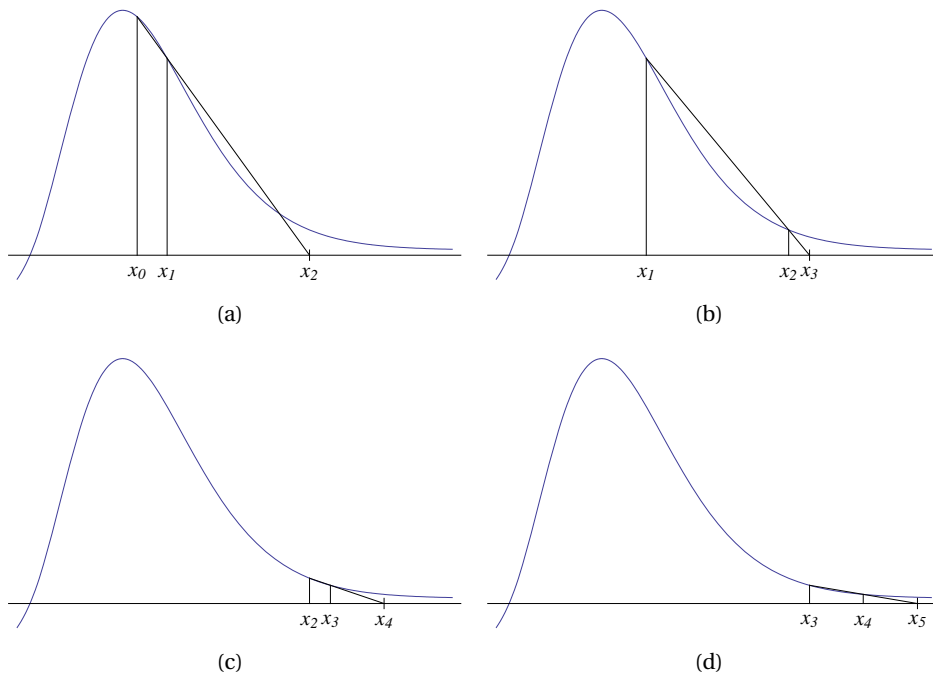 x0 x1 x2
x1 x2 x3
(a) (b)
x2 x3 x4
x3 x4 x5
(c) (d)